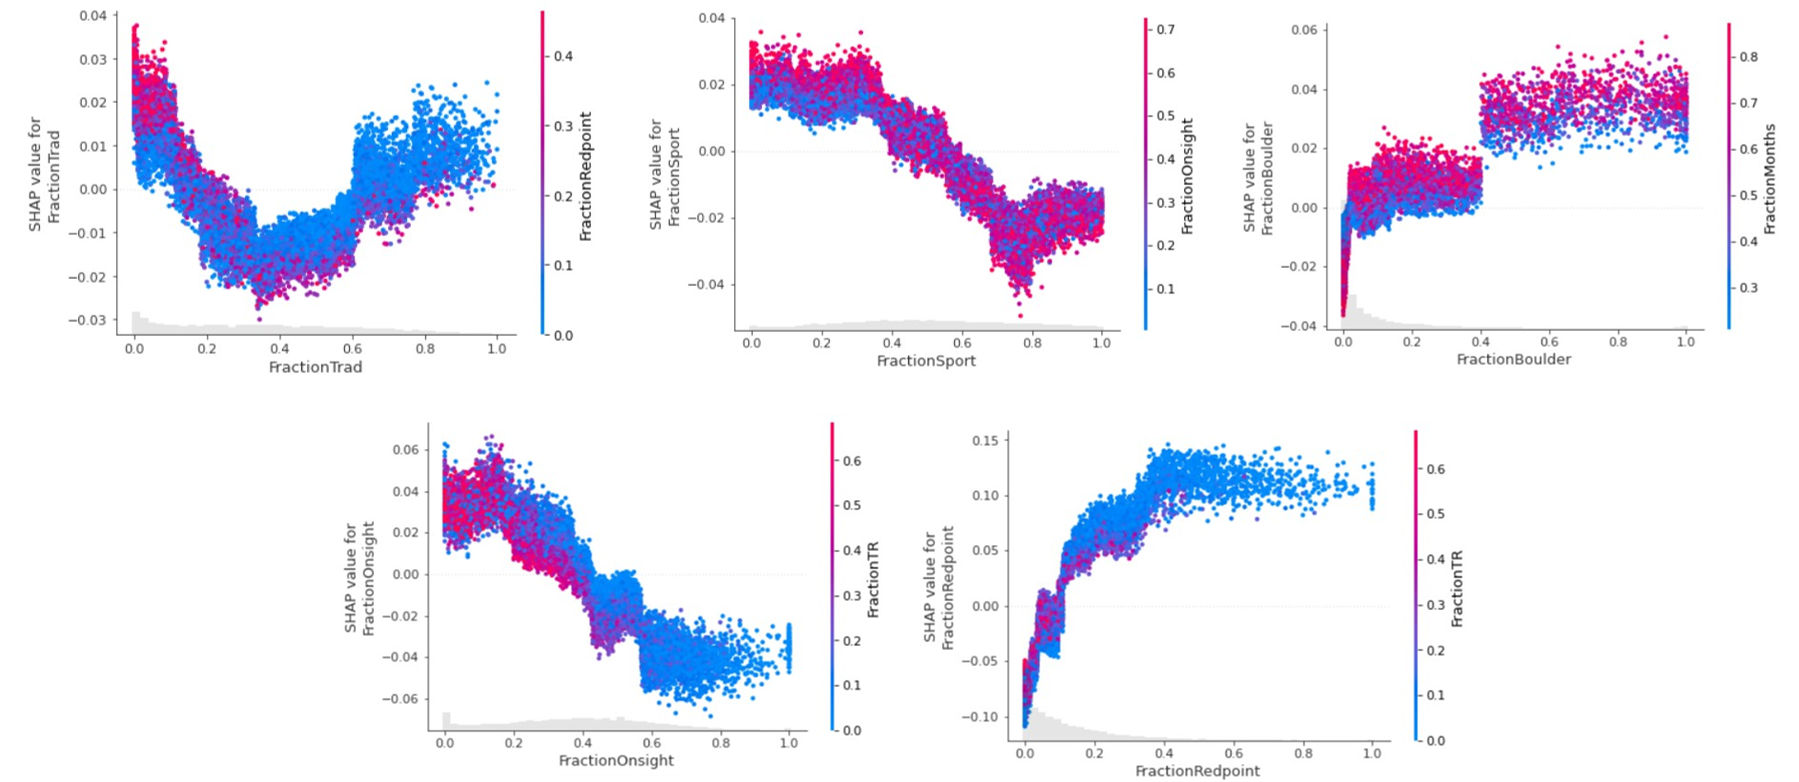 0.04
0.03
0.02
0.01
0.00
−0.01
−0.02
−0.03
SHAP value for
FractionTrad
0.0 0.2 0.4 0.6 0.8 1.0
FractionTrad
0.4
0.3
0.2
0.1
0.0
FractionRedpoint
0.04
0.02
0.00
−0.02
−0.04
SHAP value for
FractionSport
0.0 0.2 0.4 0.6 0.8 1.0
FractionSport
0.7
0.6
0.5
0.4
0.3
0.2
0.1
FractionOnsight
0.06
0.04
0.02
0.00
−0.02
−0.04
SHAP value for
FractionBoulder
0.0 0.2 0.4 0.6 0.8 1.0
FractionBoulder
0.8
0.7
0.6
0.5
0.4
0.3
FractionMonths
0.06
0.04
0.02
0.00
−0.02
−0.04
−0.06
SHAP value for
FractionOnsight
0.0 0.2 0.4 0.6 0.8 1.0
FractionOnsight
0.6
0.5
0.4
0.3
0.2
0.1
0.0
FractionTR
0.15
0.10
0.05
0.00
−0.05
−0.10
SHAP value for
FractionRedpoint
0.0 0.2 0.4 0.6 0.8 1.0
FractionRedpoint
0.6
0.5
0.4
0.3
0.2
0.1
0.0
FractionTR